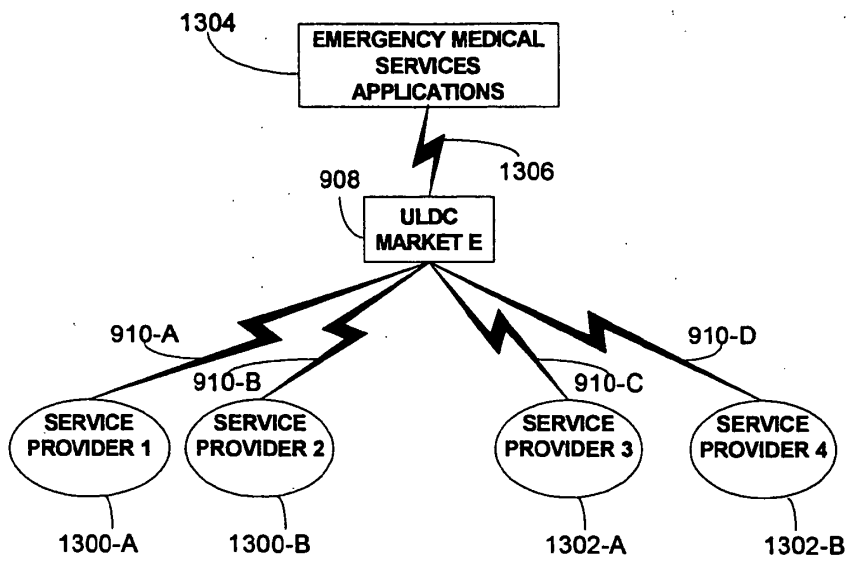 1304
EMERGENCY MEDICAL
SERVICES
APPLICATIONS
1306
908
ULDC
MARKET E
910-A
910-B
910-C
910-D
SERVICE
PROVIDER 1
SERVICE
PROVIDER 2
SERVICE
PROVIDER 3
SERVICE
PROVIDER 4
1300-A
1300-B
1302-A
1302-B